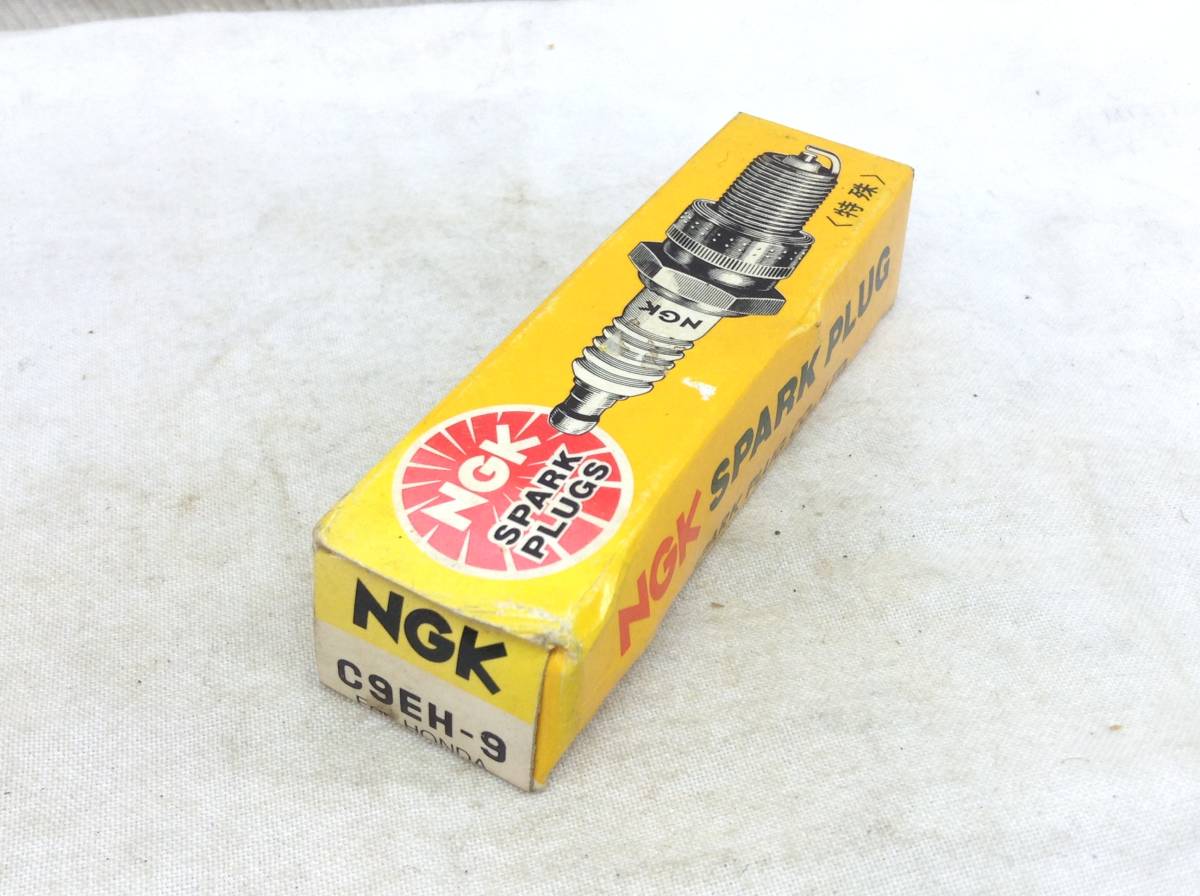 〈特殊〉
NGK
NGK
SPARK
PLUGS
NGK SPARK PLUG
NGK
C9EH-9
FOR HONDA